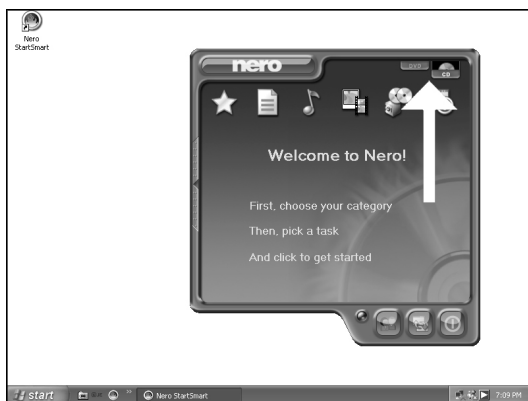 Nero
StartSmart
nero
DVD
CD
Welcome to Nero!
First, choose your category
Then, pick a task
And click to get started
start
Nero StartSmart
7:09 PM